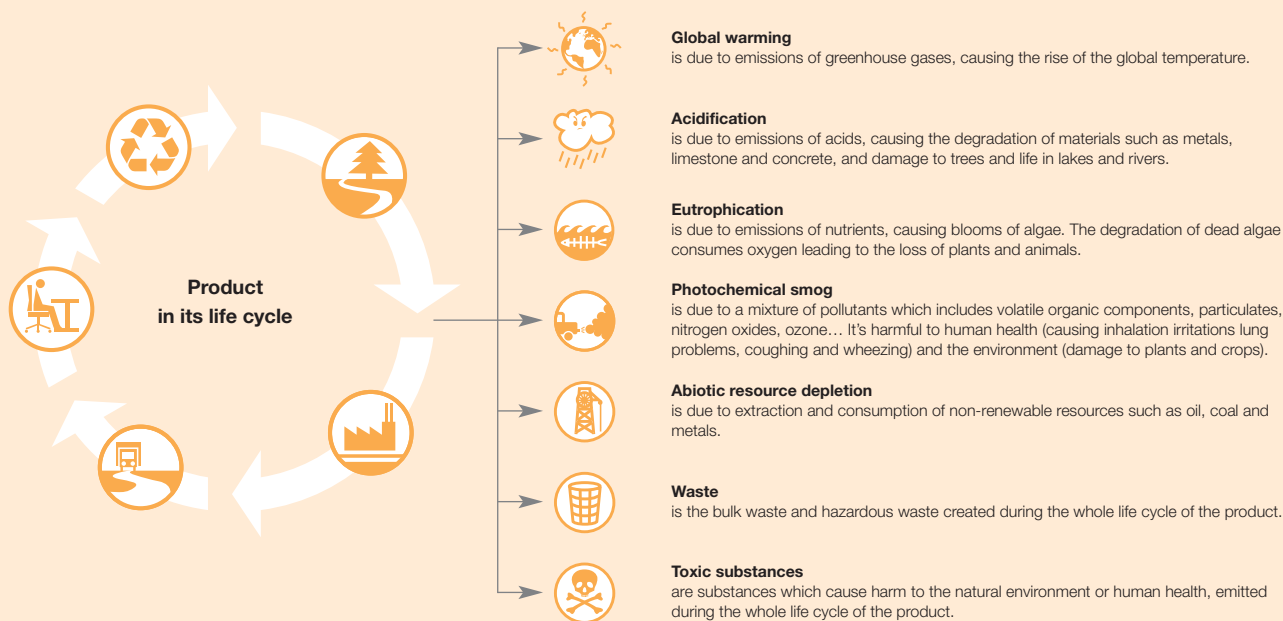 Product
in its life cycle
Global warming
is due to emissions of greenhouse gases, causing the rise of the global temperature.
Acidification
is due to emissions of acids, causing the degradation of materials such as metals,
limestone and concrete, and damage to trees and life in lakes and rivers.
Eutrophication
is due to emissions of nutrients, causing blooms of algae. The degradation of dead algae
consumes oxygen leading to the loss of plants and animals.
Photochemical smog
is due to a mixture of pollutants which includes volatile organic components, particulates,
nitrogen oxides, ozone… It’s harmful to human health (causing inhalation irritations lung
problems, coughing and wheezing) and the environment (damage to plants and crops).
Abiotic resource depletion
is due to extraction and consumption of non-renewable resources such as oil, coal and
metals.
Waste
is the bulk waste and hazardous waste created during the whole life cycle of the product.
Toxic substances
are substances which cause harm to the natural environment or human health, emitted
during the whole life cycle of the product.